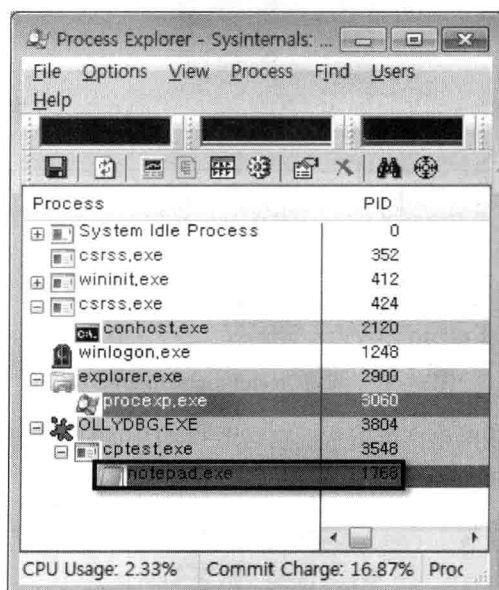 Process Explorer - Sysinternals: ...
File Options View Process Find Users
Help
Process PID
System Idle Process 0
csrss,exe 352
wininit,exe 412
csrss,exe 424
conhost,exe 2120
winlogon,exe 1248
explorer,exe 2900
procexp,exe 3060
OLLYDBG,EXE 3804
cptest,exe 3548
notepad,exe 1768
CPU Usage: 2.33% Commit Charge: 16.87% Proc